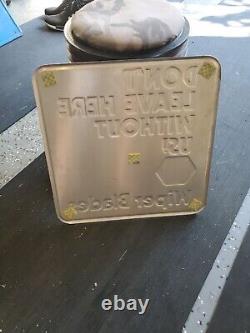 DON'T
LEAVE HERE
WITHOUT
US!
Wiper Blades